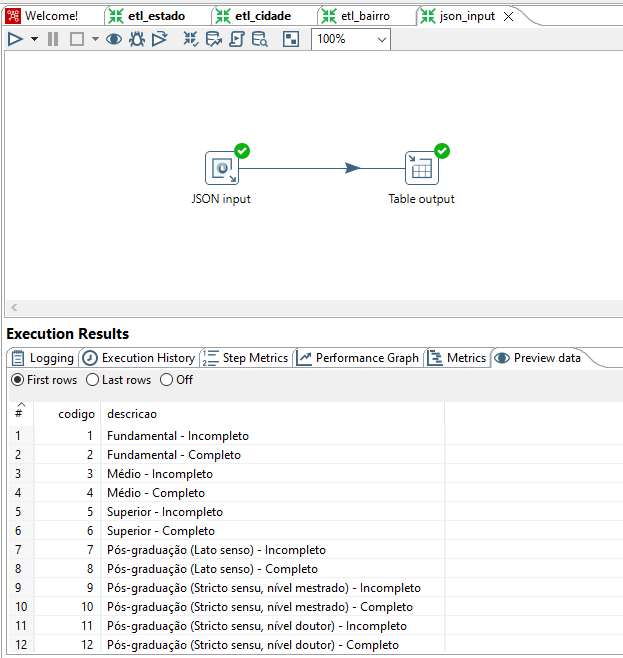 Welcome! etl_estado etl_cidade etl_bairro json_input
100%
JSON input Table output
Execution Results
Logging Execution History Step Metrics Performance Graph Metrics Preview data
First rows Last rows Off
# codigo descricao
1 1 Fundamental - Incompleto
2 2 Fundamental - Completo
3 3 Médio - Incompleto
4 4 Médio - Completo
5 5 Superior - Incompleto
6 6 Superior - Completo
7 7 Pós-graduação (Lato senso) - Incompleto
8 8 Pós-graduação (Lato senso) - Completo
9 9 Pós-graduação (Stricto sensu, nível mestrado) - Incompleto
10 10 Pós-graduação (Stricto sensu, nível mestrado) - Completo
11 11 Pós-graduação (Stricto sensu, nível doutor) - Incompleto
12 12 Pós-graduação (Stricto sensu, nível doutor) - Completo